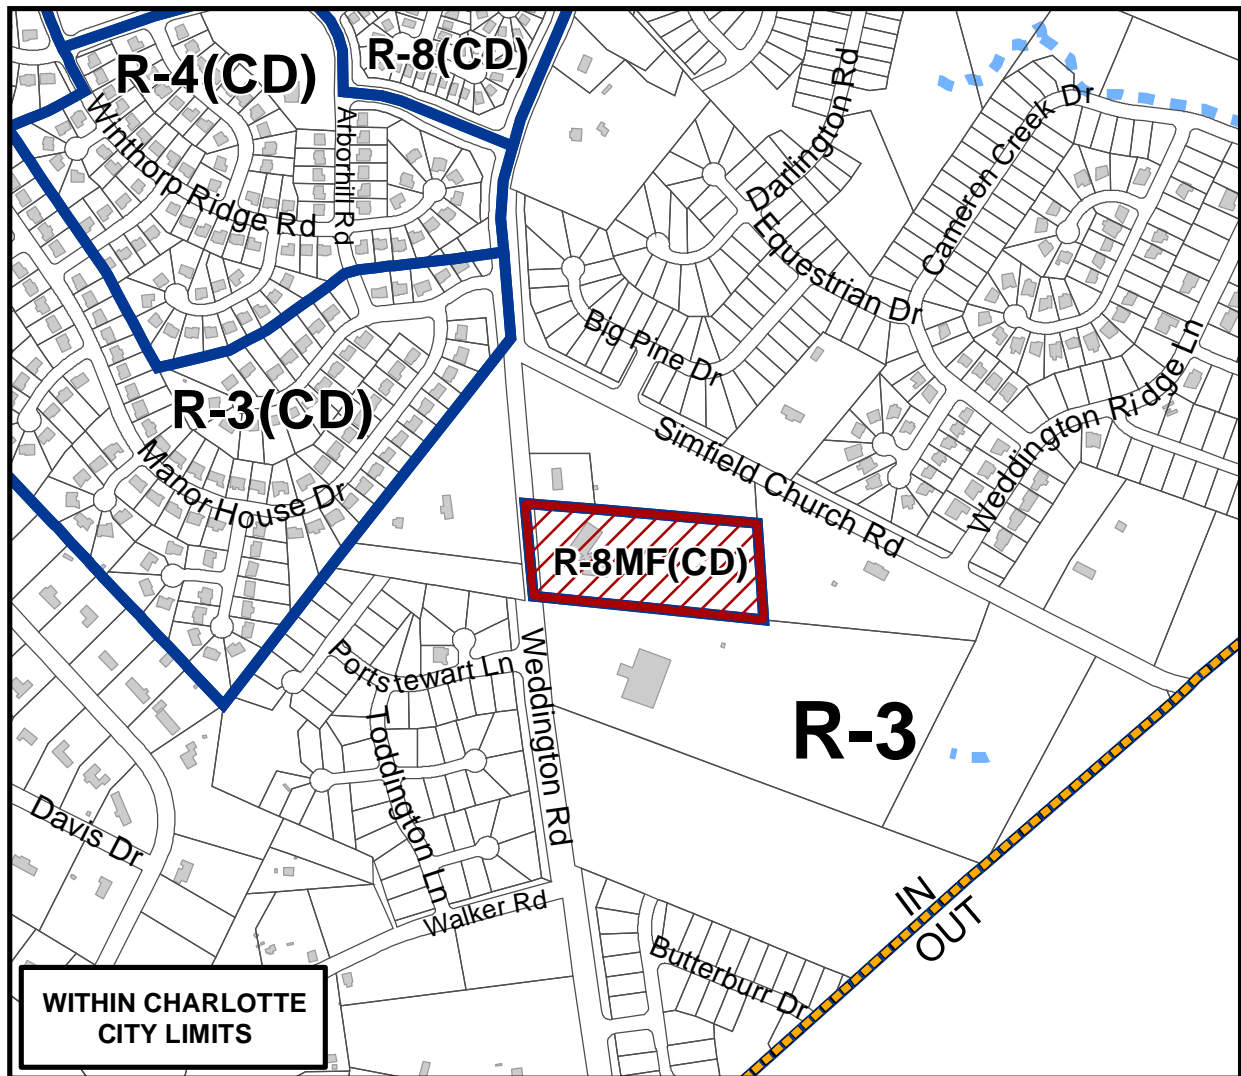 R-4(CD)
R-8(CD)
Darlington Rd
Cameron Creek Dr
Winthorp Ridge Rd
Arborhill Rd
Equestrian Dr
Big Pine Dr
Weddington Ridge Ln
R-3(CD)
Simfield Church Rd
Manor House Dr
R-8MF(CD)
Portstewart Ln
Weddington Rd
Toddington Ln
R-3
Davis Dr
Walker Rd
IN
OUT
Butterburr Dr
WITHIN CHARLOTTE
CITY LIMITS